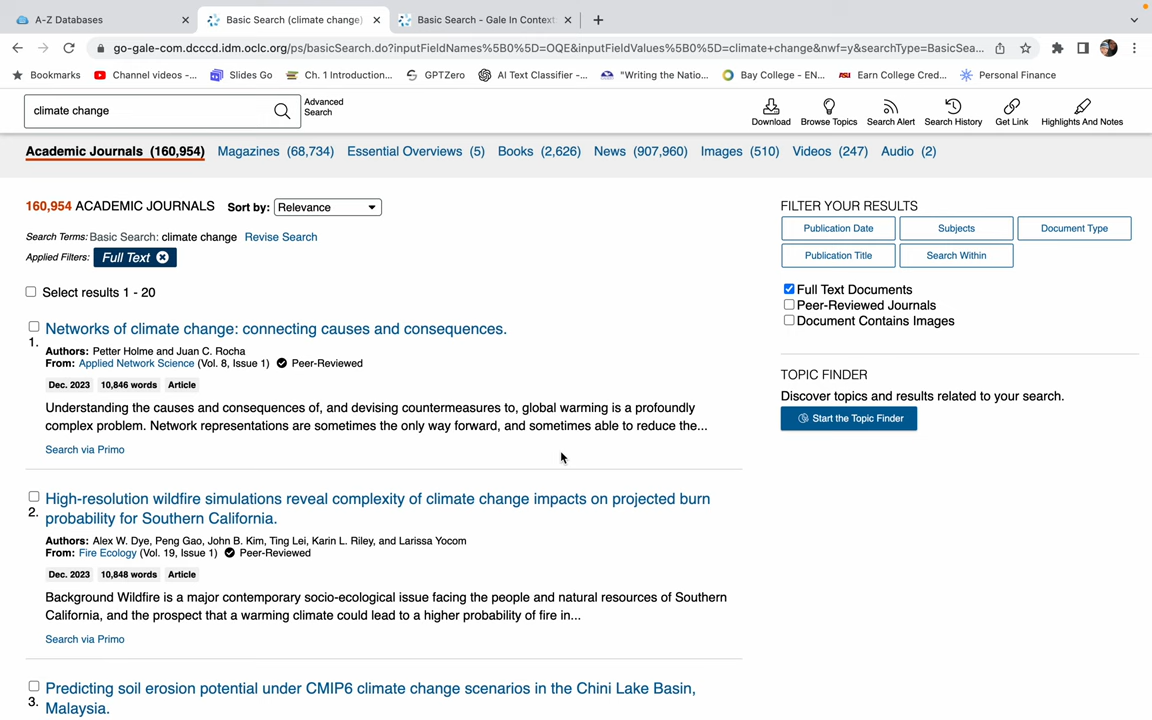 A-Z Databases
Basic Search (climate change)
Basic Search - Gale In Context:
go-gale-com.dcccd.idm.oclc.org/ps/basicSearch.do?inputFieldNames%5B0%5D=OQE&inputFieldValues%5B0%5D=climate+change&nwf=y&searchType=BasicSea...
Bookmarks
Channel videos -...
Slides Go
Ch. 1 Introduction...
GPTZero
AI Text Classifier -...
"Writing the Natio...
Bay College - EN...
Earn College Cred...
Personal Finance
climate change
Advanced
Search
Download
Browse Topics
Search Alert
Search History
Get Link
Highlights And Notes
Academic Journals (160,954)
Magazines (68,734)
Essential Overviews (5)
Books (2,626)
News (907,960)
Images (510)
Videos (247)
Audio (2)
160,954 ACADEMIC JOURNALS
Sort by: Relevance
Search Terms: Basic Search: climate change Revise Search
Applied Filters: Full Text
Select results 1 - 20
1.
Networks of climate change: connecting causes and consequences.
Authors: Petter Holme and Juan C. Rocha
From: Applied Network Science (Vol. 8, Issue 1) Peer-Reviewed
Dec. 2023 10,846 words Article
Understanding the causes and consequences of, and devising countermeasures to, global warming is a profoundly
complex problem. Network representations are sometimes the only way forward, and sometimes able to reduce the...
Search via Primo
2.
High-resolution wildfire simulations reveal complexity of climate change impacts on projected burn
probability for Southern California.
Authors: Alex W. Dye, Peng Gao, John B. Kim, Ting Lei, Karin L. Riley, and Larissa Yocom
From: Fire Ecology (Vol. 19, Issue 1) Peer-Reviewed
Dec. 2023 10,848 words Article
Background Wildfire is a major contemporary socio-ecological issue facing the people and natural resources of Southern
California, and the prospect that a warming climate could lead to a higher probability of fire in...
Search via Primo
3.
Predicting soil erosion potential under CMIP6 climate change scenarios in the Chini Lake Basin,
Malaysia.
FILTER YOUR RESULTS
Publication Date
Subjects
Document Type
Publication Title
Search Within
Full Text Documents
Peer-Reviewed Journals
Document Contains Images
TOPIC FINDER
Discover topics and results related to your search.
Start the Topic Finder